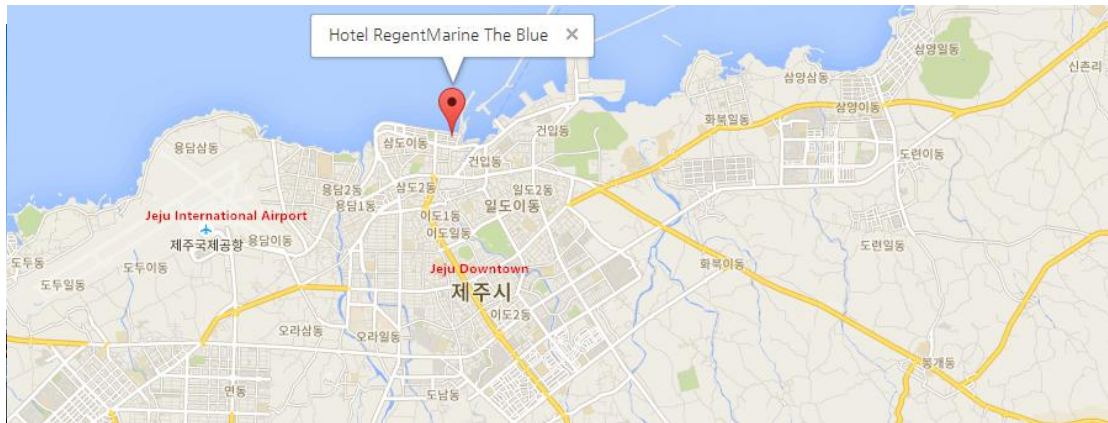 Hotel RegentMarine The Blue ×
삼영일동
신촌리
삼양삼동
삼양이동
화북일동
건입동
용담삼동
삼도이동
건입동
도련이동
용담2동
삼도2동
일도2동
용담1동
일도이동
Jeju International Airport
이도1동
제주국제공항
용담이동
이도일동
도련일동
도두동
도두이동
Jeju Downtown
화북이동
도두일동
제주시
이도2동
오라삼동
오라일동
봉개동
연동
도남동